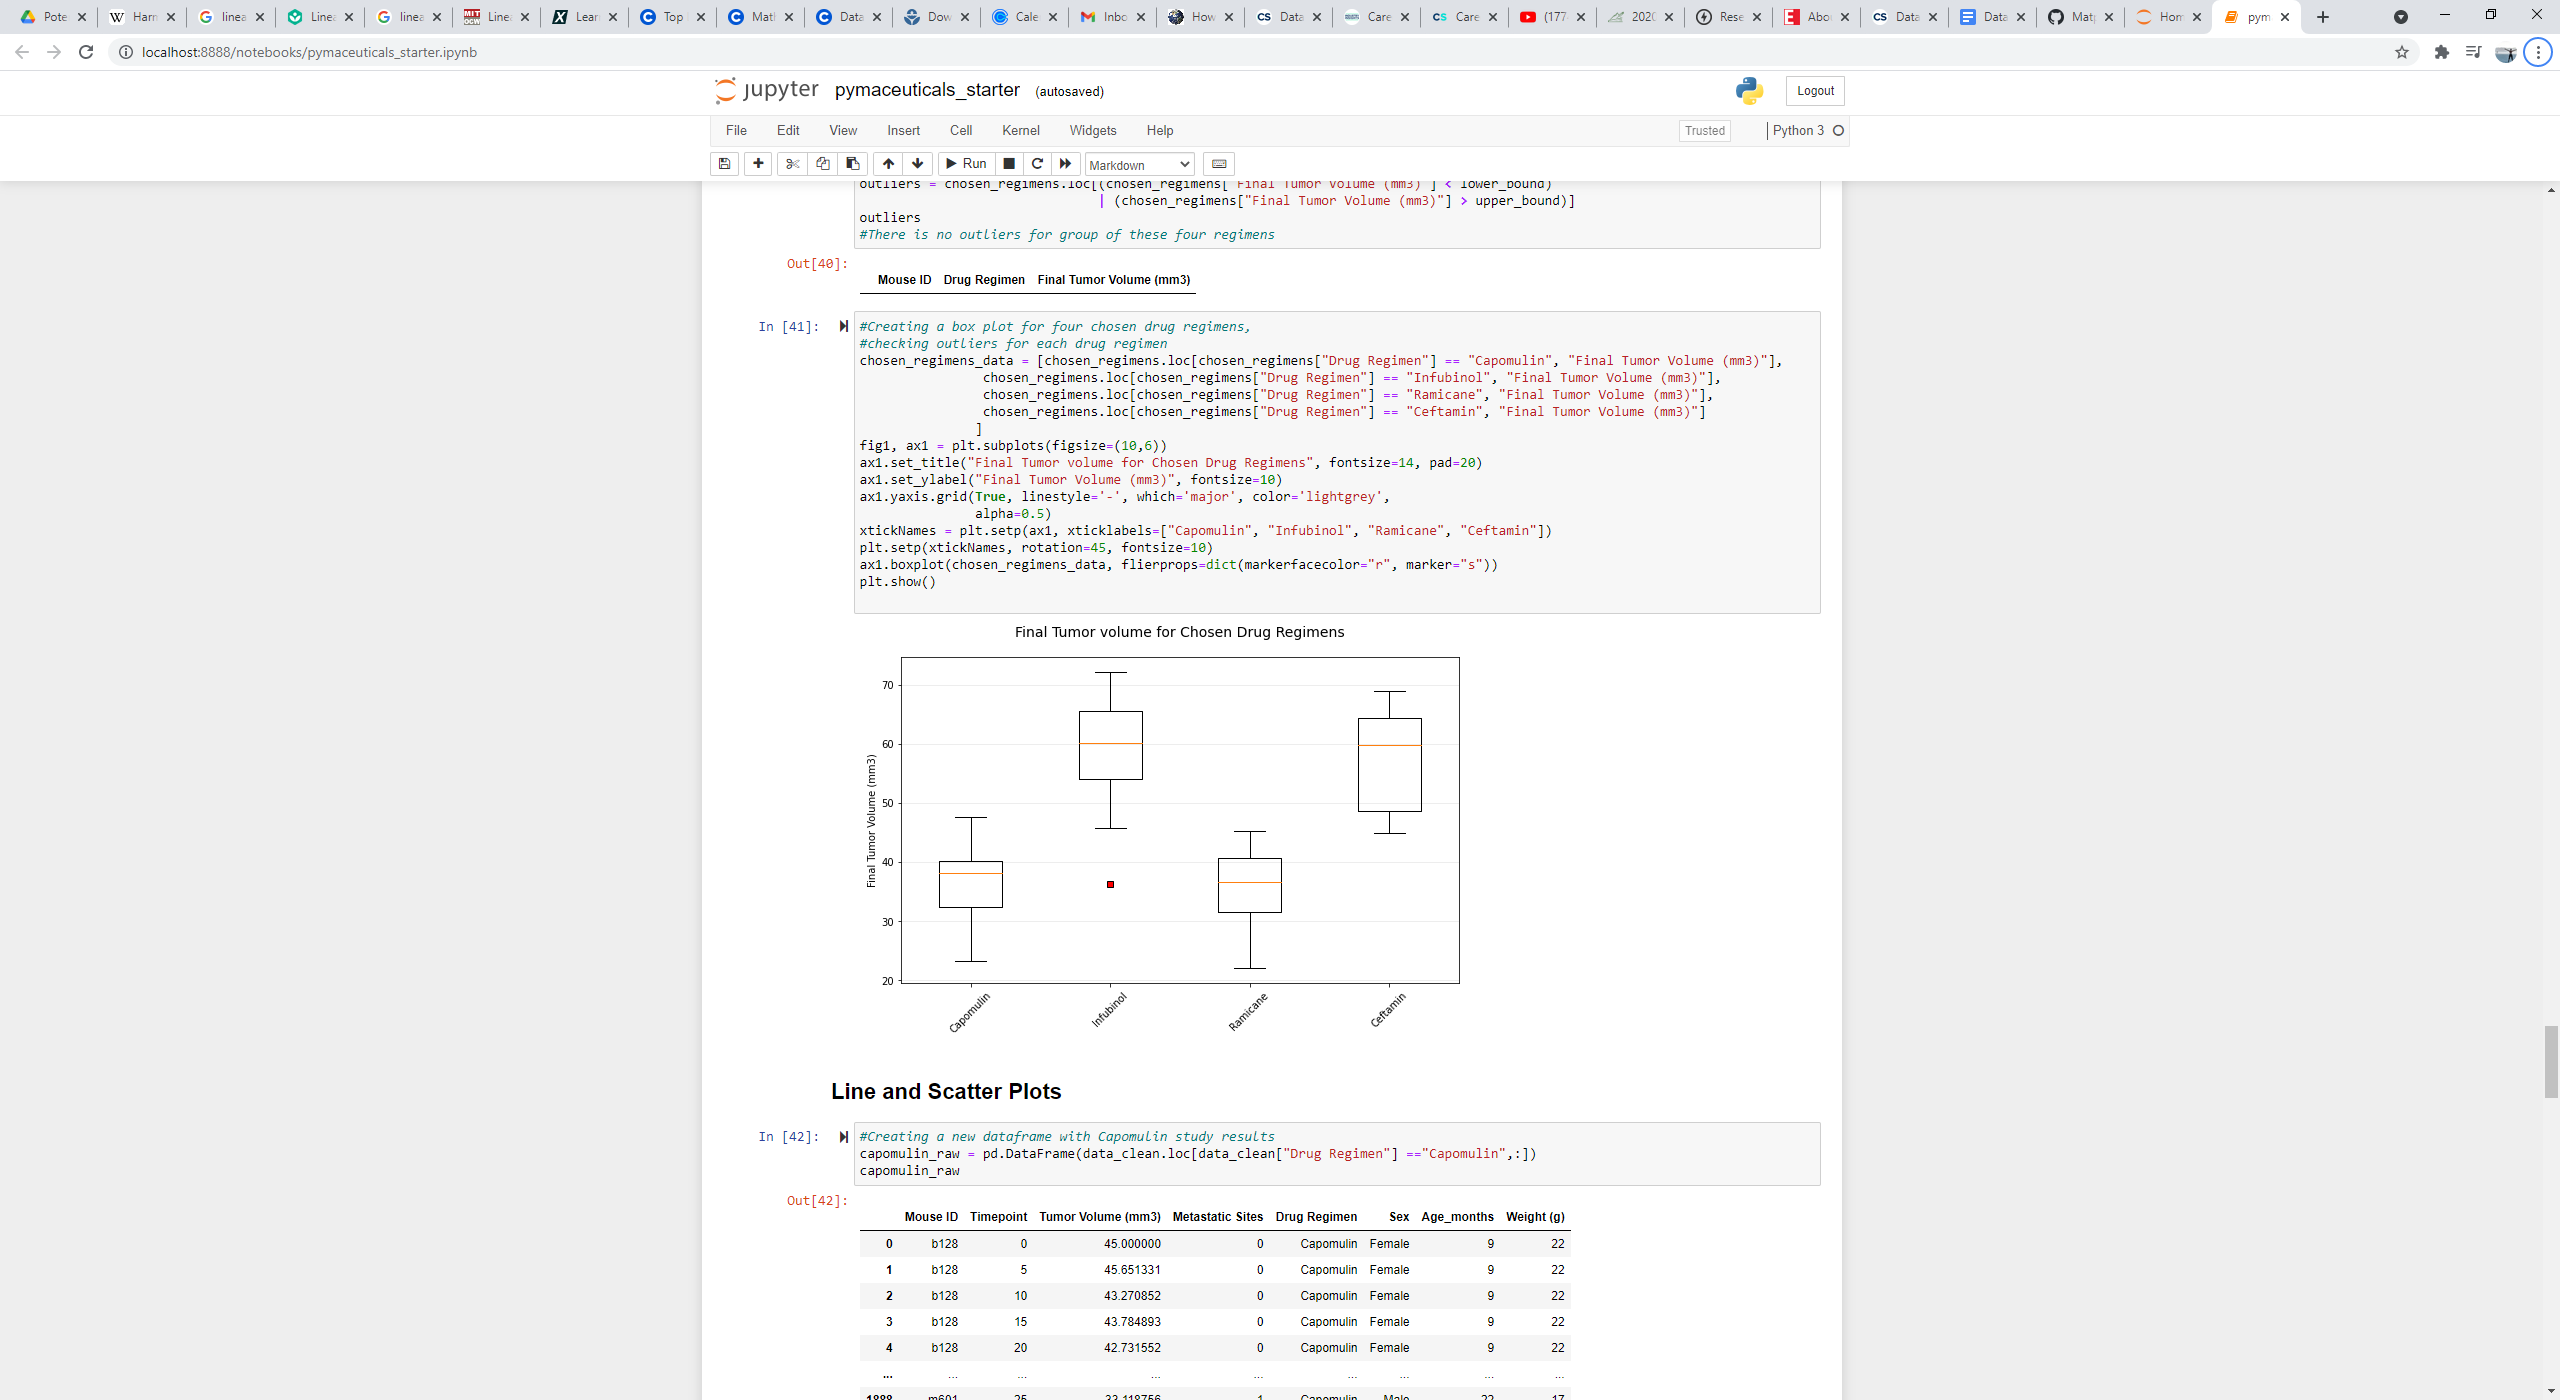 Pote
Harn
linea
Linea
linea
Linea
Lear
Top
Mat
Data
Dow
Cale
Inbo
How
Data
Care
Care
(177
2020
Rese
Abo
Data
Data
Mat
Hom
pym
localhost:8888/notebooks/pymaceuticals_starter.ipynb
jupyter pymaceuticals_starter (autosaved)
Logout
File Edit View Insert Cell Kernel Widgets Help
Trusted
Python 3
Run
Markdown
outliers = chosen_regimens.loc[(chosen_regimens["Final Tumor Volume (mm3)"] < lower_bound)
| (chosen_regimens["Final Tumor Volume (mm3)"] > upper_bound)]
outliers
#There is no outliers for group of these four regimens
Out[40]:
Mouse ID Drug Regimen Final Tumor Volume (mm3)
In [41]:
#Creating a box plot for four chosen drug regimens,
#checking outliers for each drug regimen
chosen_regimens_data = [chosen_regimens.loc[chosen_regimens["Drug Regimen"] == "Capomulin", "Final Tumor Volume (mm3)"],
chosen_regimens.loc[chosen_regimens["Drug Regimen"] == "Infubinol", "Final Tumor Volume (mm3)"],
chosen_regimens.loc[chosen_regimens["Drug Regimen"] == "Ramicane", "Final Tumor Volume (mm3)"],
chosen_regimens.loc[chosen_regimens["Drug Regimen"] == "Ceftamin", "Final Tumor Volume (mm3)"]
]
fig1, ax1 = plt.subplots(figsize=(10,6))
ax1.set_title("Final Tumor volume for Chosen Drug Regimens", fontsize=14, pad=20)
ax1.set_ylabel("Final Tumor Volume (mm3)", fontsize=10)
ax1.yaxis.grid(True, linestyle='-', which='major', color='lightgrey',
alpha=0.5)
xtickNames = plt.setp(ax1, xticklabels=["Capomulin", "Infubinol", "Ramicane", "Ceftamin"])
plt.setp(xtickNames, rotation=45, fontsize=10)
ax1.boxplot(chosen_regimens_data, flierprops=dict(markerfacecolor="r", marker="s"))
plt.show()
Final Tumor volume for Chosen Drug Regimens
Final Tumor Volume (mm3)
70
60
50
40
30
20
Capomulin
Infubinol
Ramicane
Ceftamin
Line and Scatter Plots
In [42]:
#Creating a new dataframe with Capomulin study results
capomulin_raw = pd.DataFrame(data_clean.loc[data_clean["Drug Regimen"] =="Capomulin",:])
capomulin_raw
Out[42]:
Mouse ID Timepoint Tumor Volume (mm3) Metastatic Sites Drug Regimen Sex Age_months Weight (g)
0 b128 0 45.000000 0 Capomulin Female 9 22
1 b128 5 45.651331 0 Capomulin Female 9 22
2 b128 10 43.270852 0 Capomulin Female 9 22
3 b128 15 43.784893 0 Capomulin Female 9 22
4 b128 20 42.731552 0 Capomulin Female 9 22
... ... ... ... ... ... ... ... ...
1888 m601 25 33.118756 1 Capomulin Male 22 17